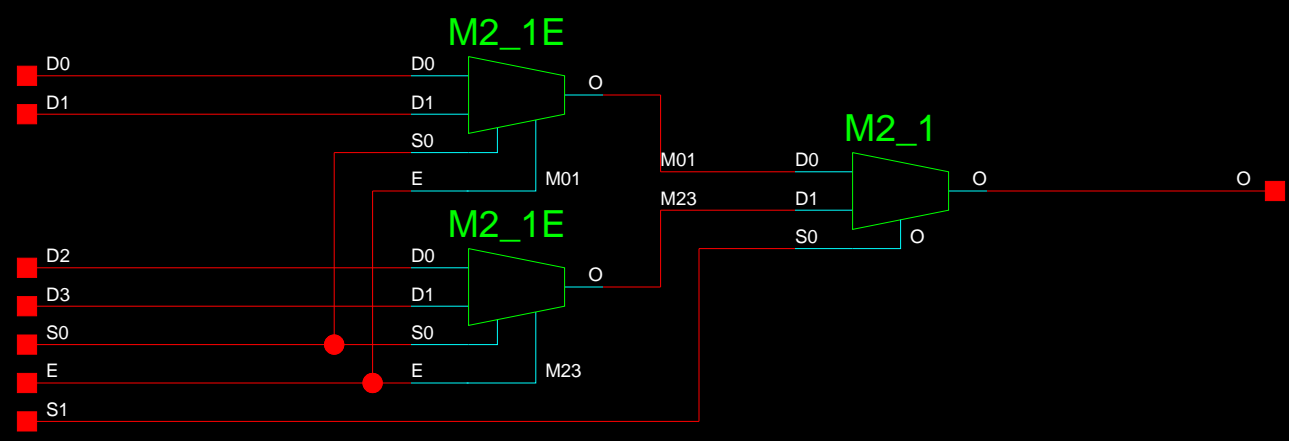 M2_1E
D0 D0
O
D1 D1
M2_1
S0
M01 D0
E M01
O O
M23 D1
M2_1E
S0 O
D2 D0
O
D3 D1
S0 S0
E E M23
S1